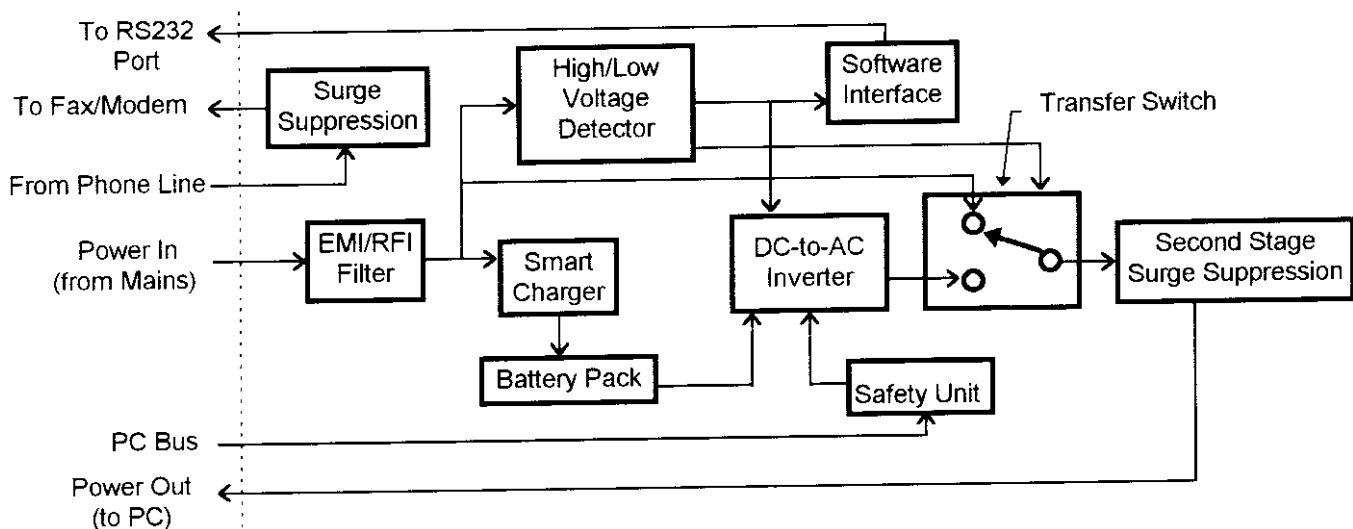 To RS232
Port
To Fax/Modem
Surge
Suppression
High/Low
Voltage
Detector
Software
Interface
Transfer Switch
From Phone Line
Power In
(from Mains)
EMI/RFI
Filter
Smart
Charger
DC-to-AC
Inverter
Second Stage
Surge Suppression
Battery Pack
Safety Unit
PC Bus
Power Out
(to PC)